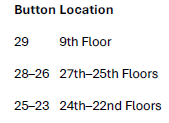 Button Location
29 9th Floor
28–26 27th–25th Floors
25–23 24th–22nd Floors